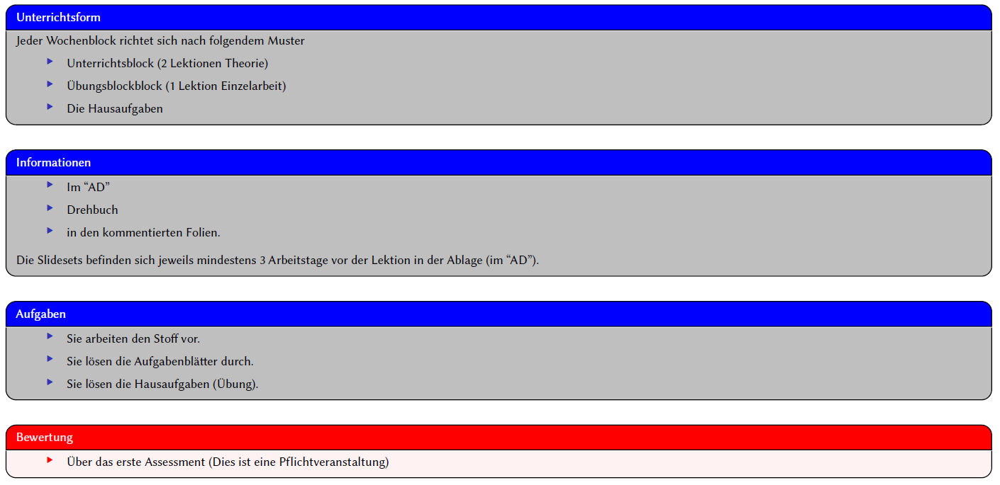 Unterrichtsform
Jeder Wochenblock richtet sich nach folgendem Muster
Unterrichtsblock (2 Lektionen Theorie)
Übungsblockblock (1 Lektion Einzelarbeit)
Die Hausaufgaben
Informationen
Im “AD”
Drehbuch
in den kommentierten Folien.
Die Slidesets befinden sich jeweils mindestens 3 Arbeitstage vor der Lektion in der Ablage (im “AD”).
Aufgaben
Sie arbeiten den Stoff vor.
Sie lösen die Aufgabenblätter durch.
Sie lösen die Hausaufgaben (Übung).
Bewertung
Über das erste Assessment (Dies ist eine Pflichtveranstaltung)